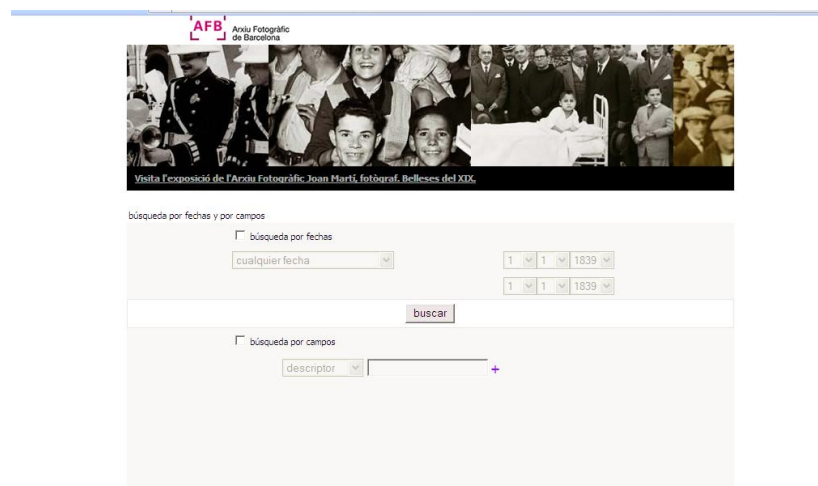 AFB
Arxiu Fotogràfic
de Barcelona
Visita l'exposició de l'Arxiu Fotogràfic Joan Martí, fotògraf. Belleses del XIX.
búsqueda por fechas y por campos
búsqueda por fechas
cualquier fecha 1 1 1839
1 1 1839
buscar
búsqueda por campos
descriptor +